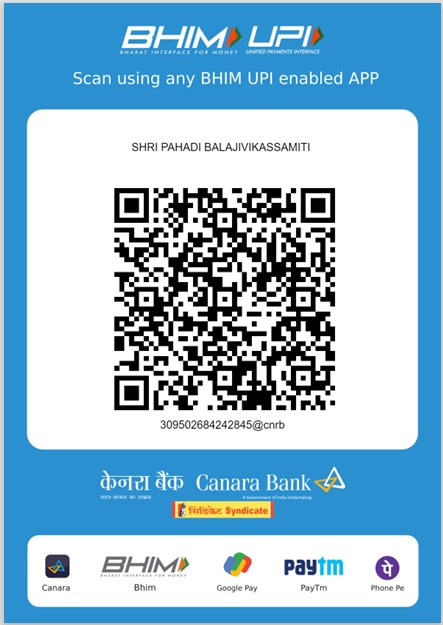 BHIM UPI
BHARAT INTERFACE FOR MONEY UNIFIED PAYMENTS INTERFACE
Scan using any BHIM UPI enabled APP
SHRI PAHADI BALAJIVIKASSAMITI
309502684242845@cnrb
केनरा बैंक Canara Bank
भारत सरकार का उपक्रम A Government of India Undertaking
सिंडिकेट Syndicate
BHIM
BHARAT INTERFACE FOR MONEY
paytm
पे
Canara Bhim Google Pay PayTm Phone Pe